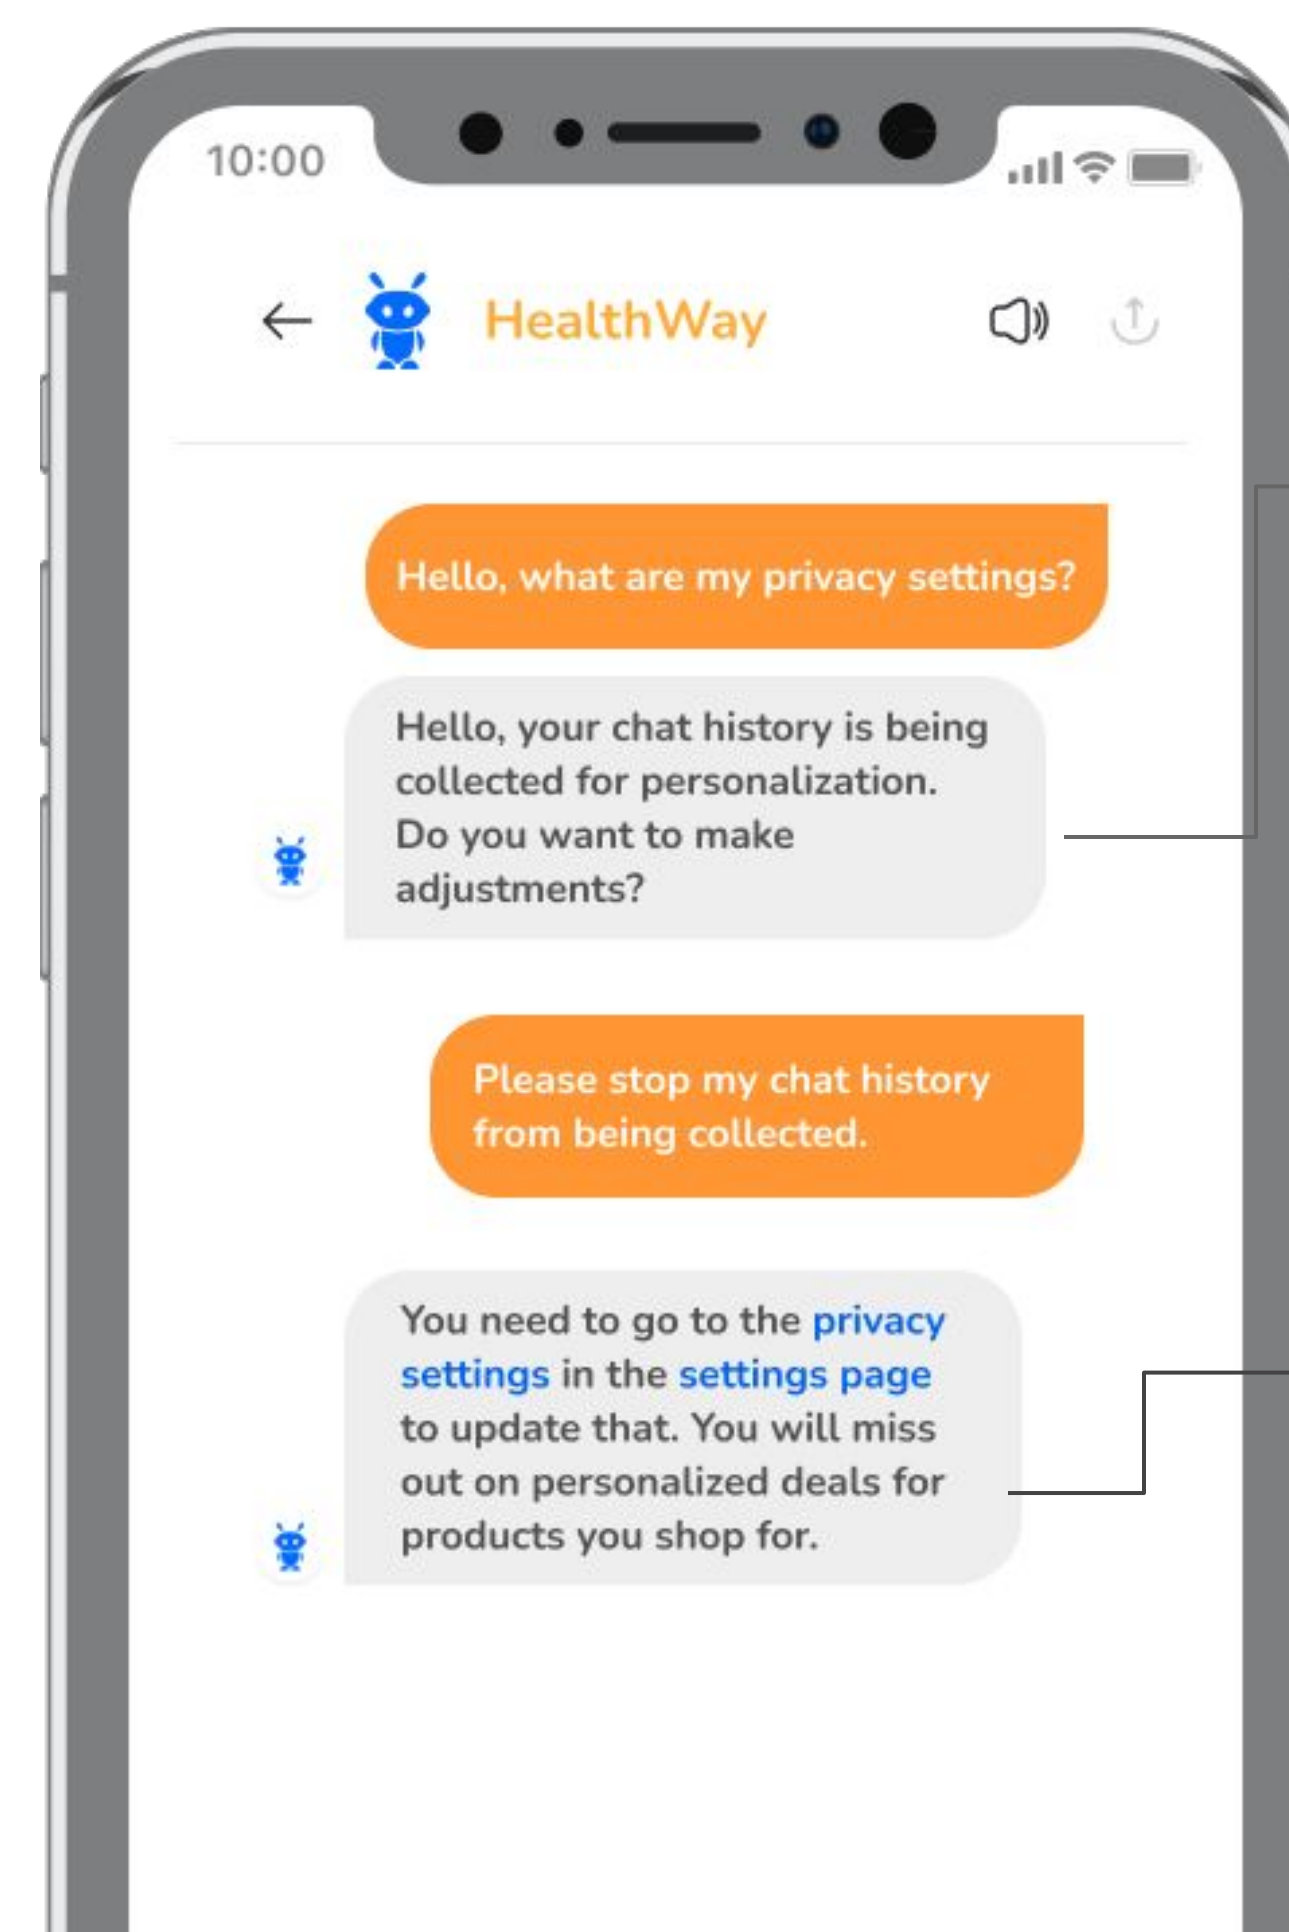 10:00
HealthWay
Hello, what are my privacy settings?
Hello, your chat history is being
collected for personalization.
Do you want to make
adjustments?
Please stop my chat history
from being collected.
You need to go to the privacy
settings in the settings page
to update that. You will miss
out on personalized deals for
products you shop for.